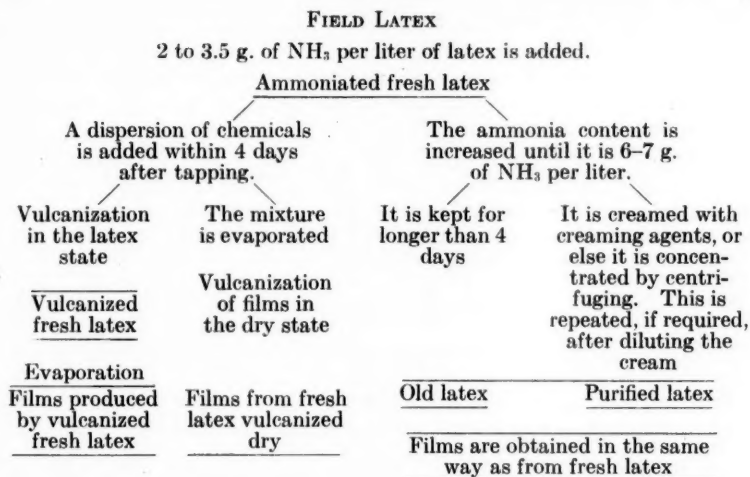 FIELD LATEX
2 to 3.5 g. of NH₃ per liter of latex is added.
Ammoniated fresh latex
A dispersion of chemicals
is added within 4 days
after tapping.
The ammonia content is
increased until it is 6–7 g.
of NH₃ per liter.
Vulcanization
in the latex
state
The mixture
is evaporated
It is kept for
longer than 4
days
It is creamed with
creaming agents, or
else it is concen-
trated by centri-
fuging. This is
repeated, if required,
after diluting the
cream
Vulcanized
fresh latex
Vulcanization
of films in
the dry state
Evaporation
Films produced
by vulcanized
fresh latex
Films from fresh
latex vulcanized
dry
Old latex
Purified latex
Films are obtained in the same
way as from fresh latex